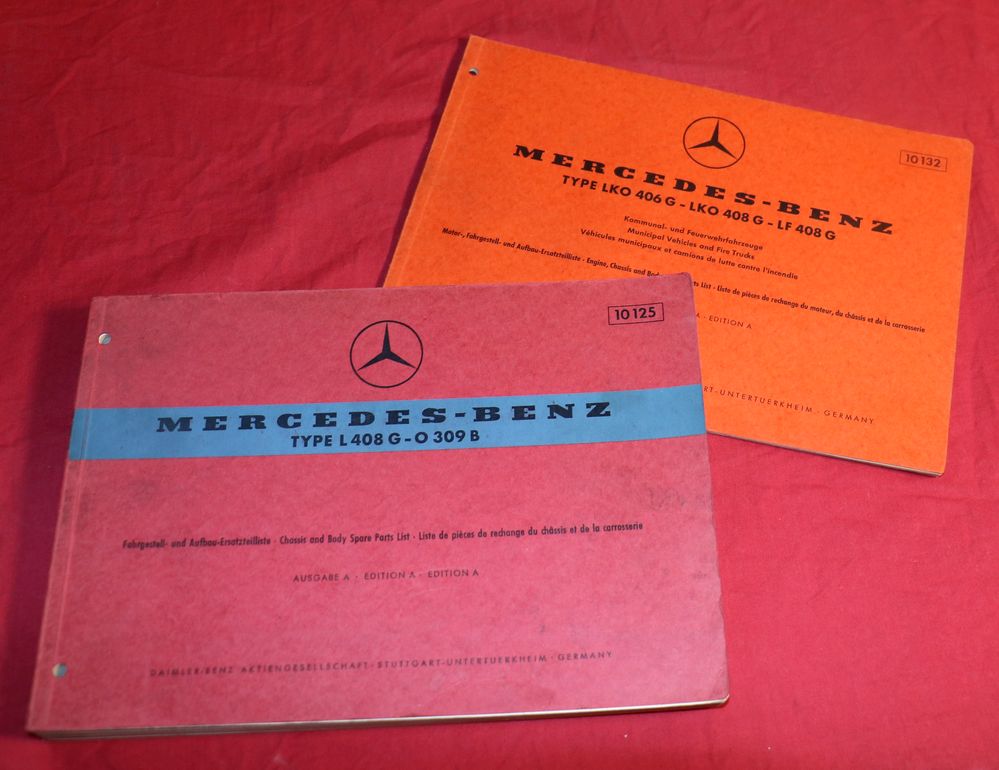 10 132
MERCEDES-BENZ
TYPE LKO 406 G - LKO 408 G - LF 408 G
Kommunal- und Feuerwehrfahrzeuge
Municipal Vehicles and Fire Trucks
Véhicules municipaux et camions de lutte contre l'incendie
Motor-, Fahrgestell- und Aufbau-Ersatzteilliste · Engine, Chassis and Body ts List · Liste de pièces de rechange du moteur, du châssis et de la carrosserie
A · EDITION A
RT-UNTERTUERKHEIM · GERMANY
10 125
MERCEDES-BENZ
TYPE L 408 G - O 309 B
Fahrgestell- und Aufbau-Ersatzteilliste · Chassis and Body Spare Parts List · Liste de pièces de rechange du châssis et de la carrosserie
AUSGABE A · EDITION A · EDITION A
DAIMLER-BENZ AKTIENGESELLSCHAFT · STUTTGART-UNTERTUERKHEIM · GERMANY